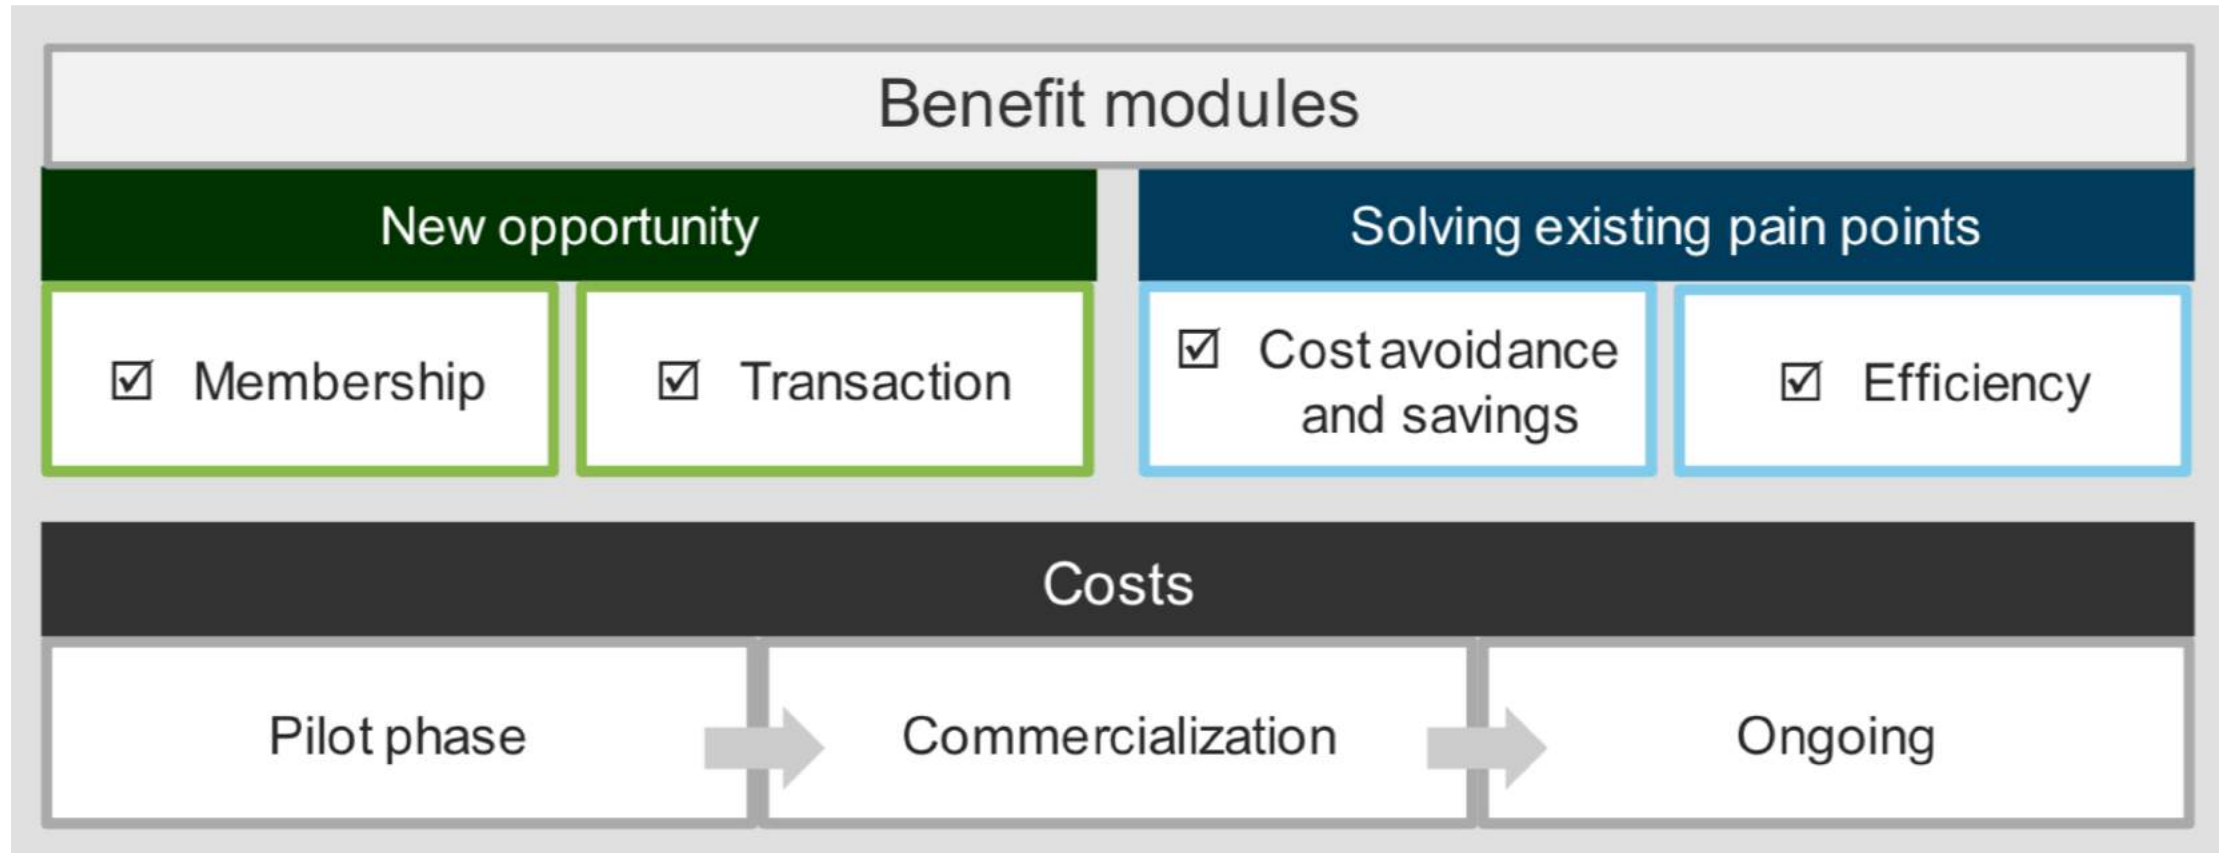 Benefit modules
New opportunity
Solving existing pain points
☑ Membership
☑ Transaction
☑ Cost avoidance
and savings
☑ Efficiency
Costs
Pilot phase
Commercialization
Ongoing